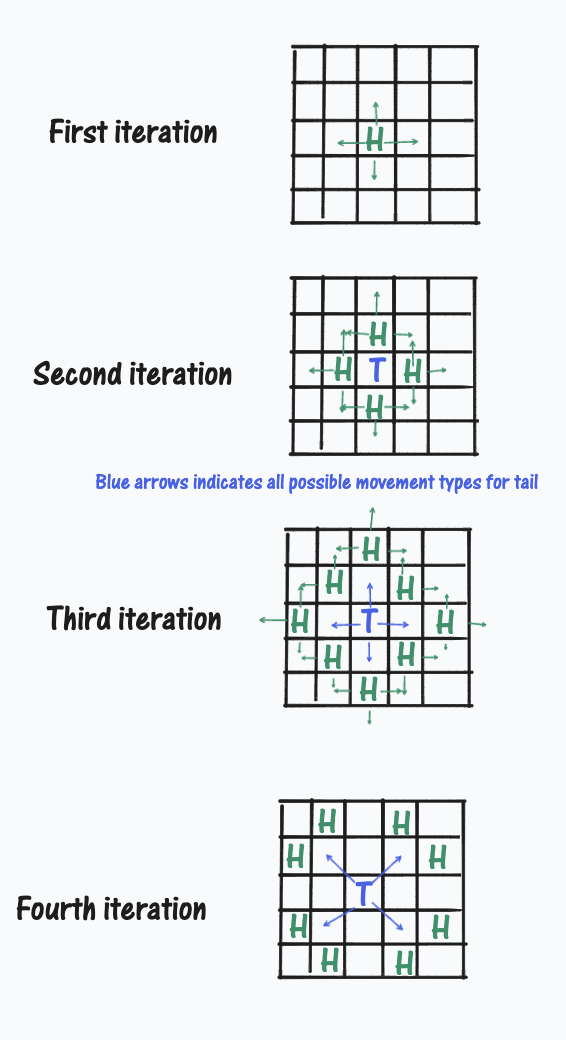 First iteration
H
Second iteration
H
H T H
H
Blue arrows indicates all possible movement types for tail
Third iteration
H
H H
H T H
H H
H
Fourth iteration
H H
H H
T
H H
H H